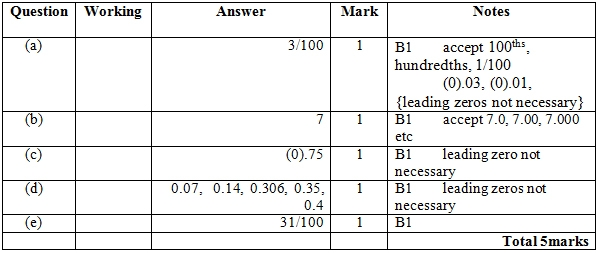 Question Working Answer Mark Notes
(a) 3/100 1 B1 accept 100ths,
hundredths, 1/100
(0).03, (0).01,
{leading zeros not necessary}
(b) 7 1 B1 accept 7.0, 7.00, 7.000
etc
(c) (0).75 1 B1 leading zero not
necessary
(d) 0.07, 0.14, 0.306, 0.35, 1 B1 leading zeros not
0.4 necessary
(e) 31/100 1 B1
Total 5marks